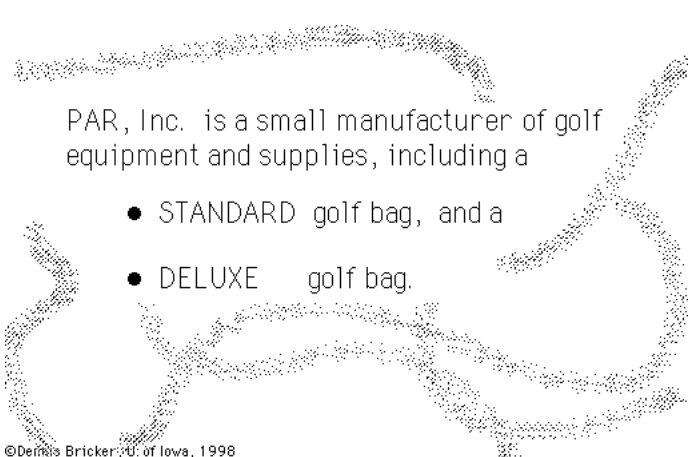 PAR, Inc. is a small manufacturer of golf
equipment and supplies, including a
● STANDARD golf bag, and a
● DELUXE golf bag.
©Dennis Bricker, U. of Iowa, 1998